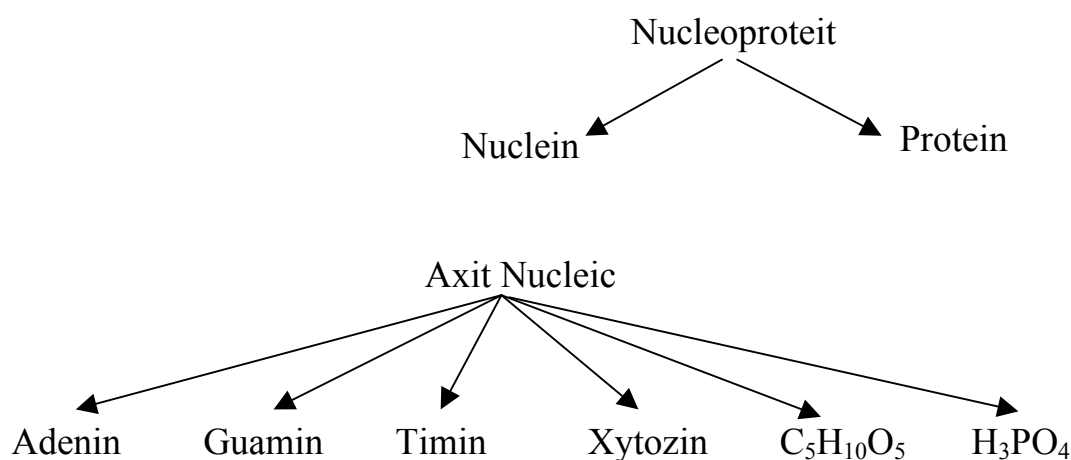 Nucleoproteit
Nuclein Protein
Axit Nucleic
Adenin Guamin Timin Xytozin C₅H₁₀O₅ H₃PO₄